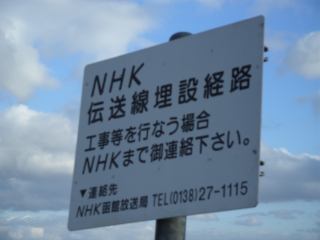 NHK
伝送線埋設経路
工事等を行なう場合
NHKまで御連絡下さい。
▼連絡先
NHK函館放送局 TEL(0138)27-1115